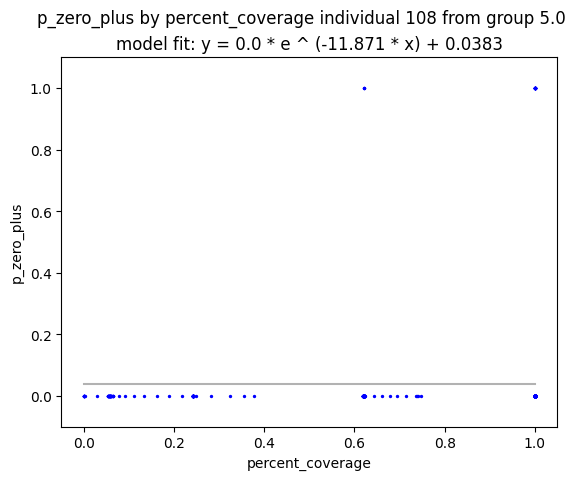 p_zero_plus by percent_coverage individual 108 from group 5.0
model fit: y = 0.0 * e ^ (-11.871 * x) + 0.0383
1.0
0.8
0.6
0.4
0.2
0.0
p_zero_plus
0.0 0.2 0.4 0.6 0.8 1.0
percent_coverage